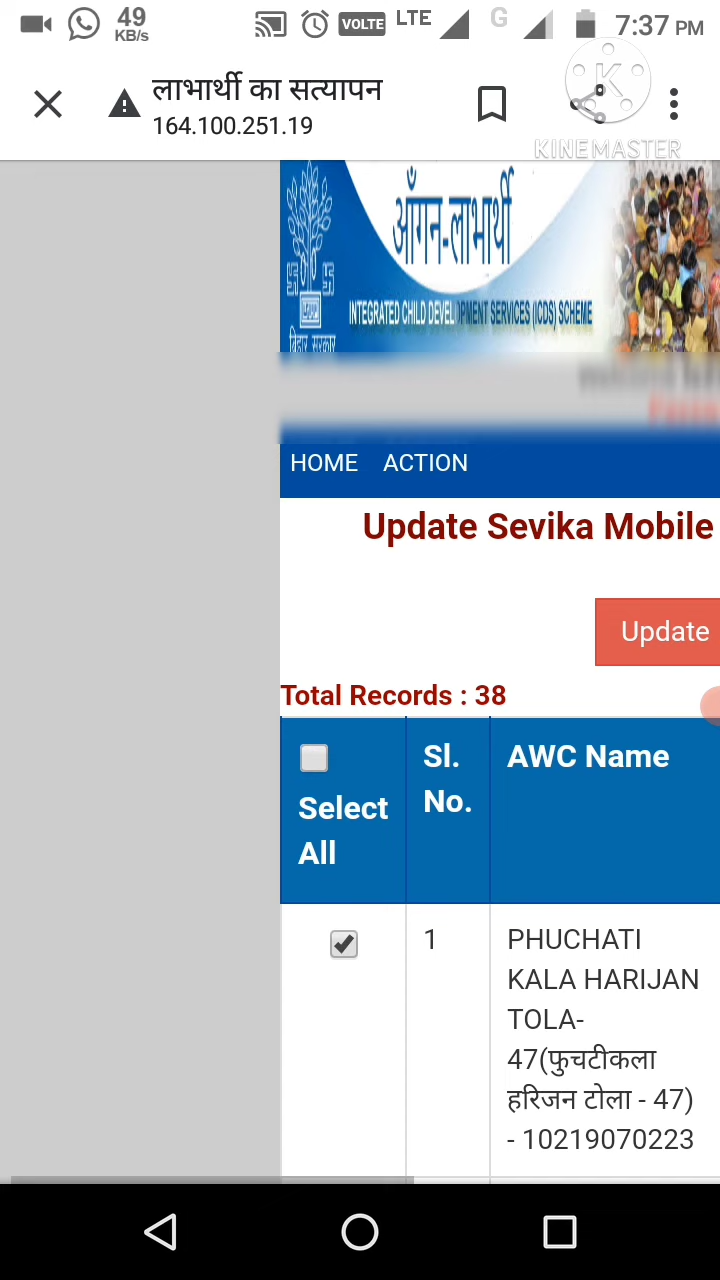 49
KB/s
VOLTE
LTE
G
7:37 PM
लाभार्थी का सत्यापन
164.100.251.19
K
KINEMASTER
आँगन-लाभार्थी
INTEGRATED CHILD DEVELOPMENT SERVICES (ICDS) SCHEME
बिहार सरकार
HOME ACTION
Update Sevika Mobile
Update
Total Records : 38
Select All
Sl. No.
AWC Name
1
PHUCHATI
KALA HARIJAN
TOLA-
47(फुचटीकला
हरिजन टोला - 47)
- 10219070223